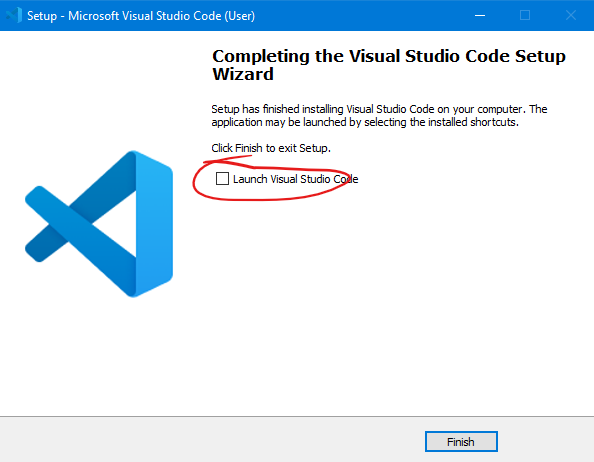 Setup - Microsoft Visual Studio Code (User)
Completing the Visual Studio Code Setup
Wizard
Setup has finished installing Visual Studio Code on your computer. The
application may be launched by selecting the installed shortcuts.
Click Finish to exit Setup.
Launch Visual Studio Code
Finish